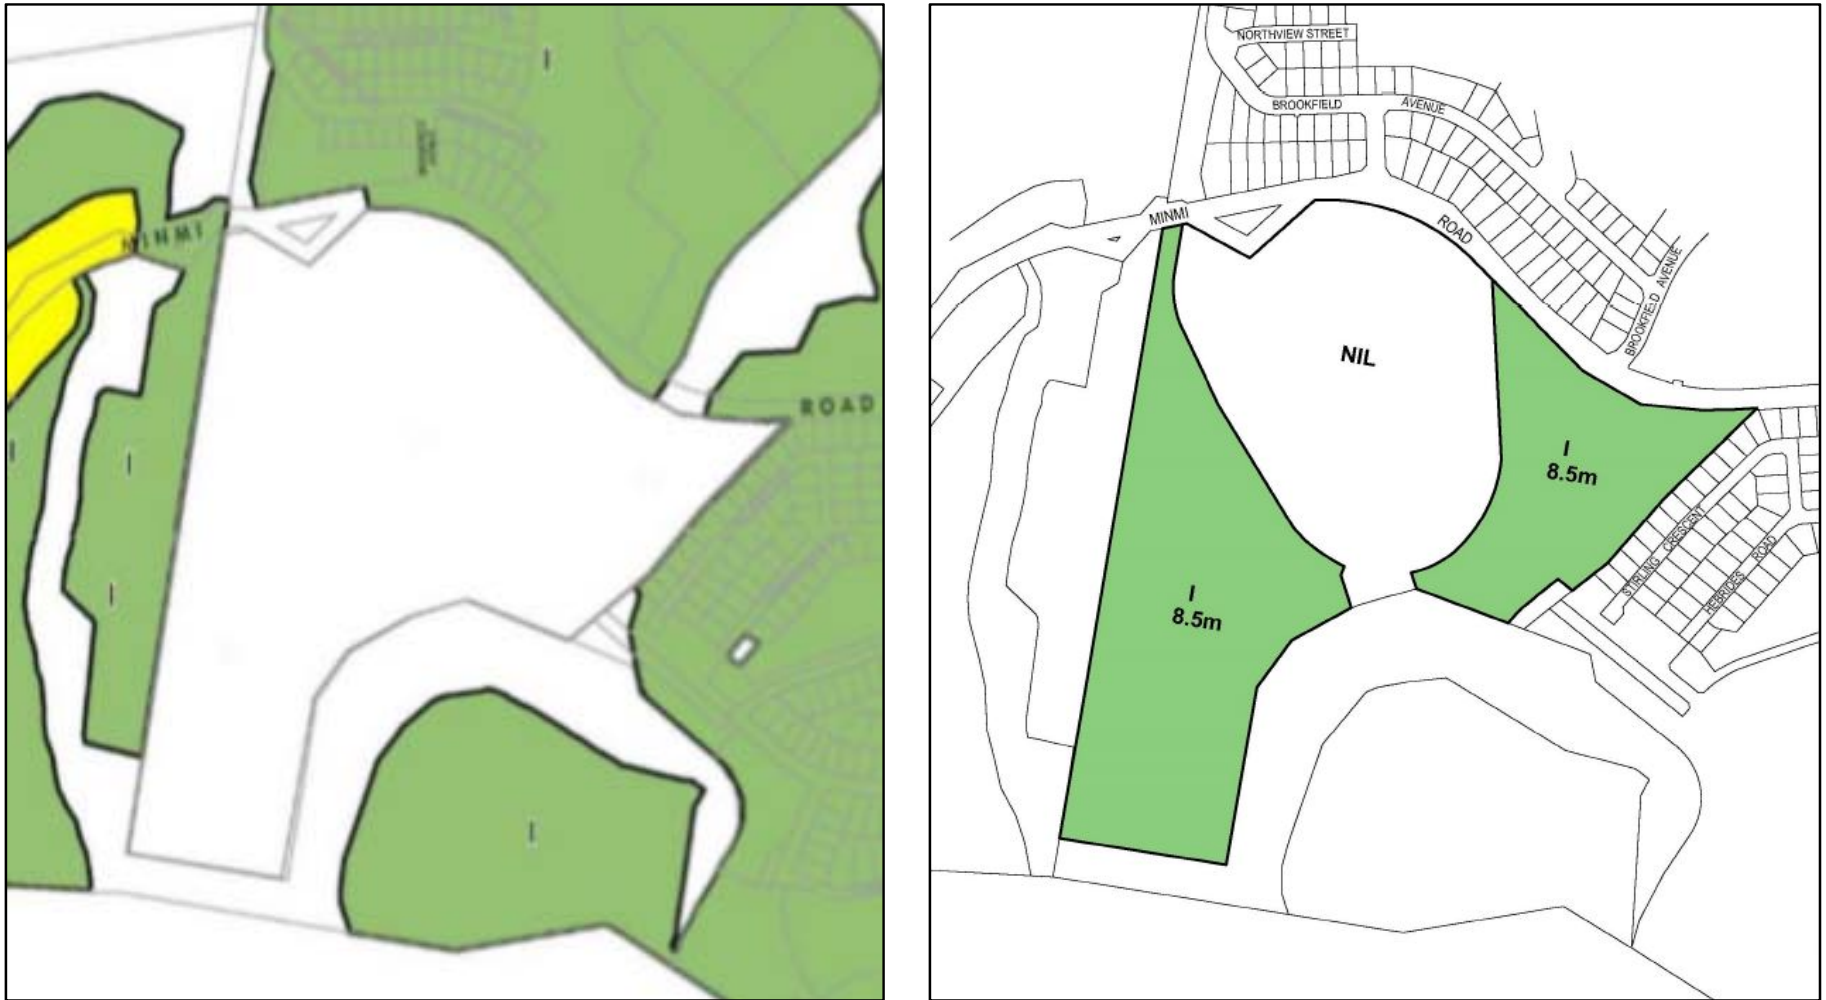 I
MINMI
ROAD
I
I
I
I
NORTHVIEW STREET
BROOKFIELD
AVENUE
MINMI
ROAD
BROOKFIELD AVENUE
NIL
I
8.5m
STIRLING CRESCENT
HEBRIDES ROAD
I
8.5m